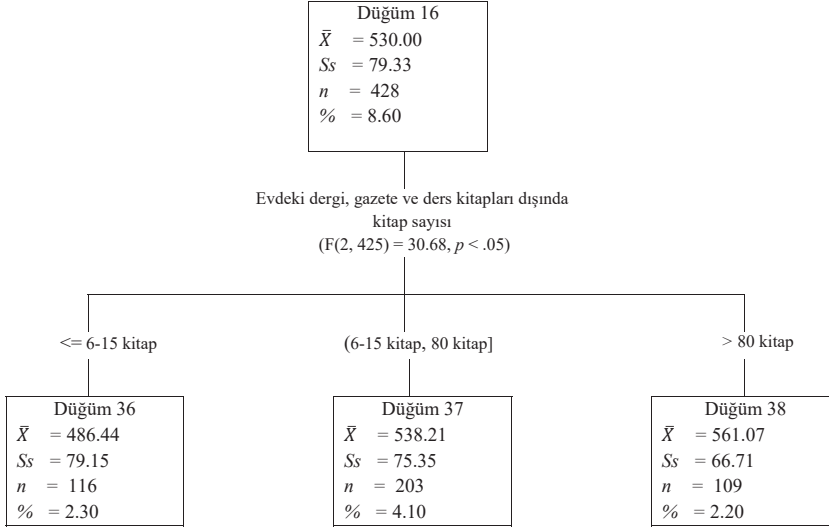 Düğüm 16
X̄ = 530.00
Ss = 79.33
n = 428
% = 8.60
Evdeki dergi, gazete ve ders kitapları dışında
kitap sayısı
(F(2, 425) = 30.68, p < .05)
<= 6-15 kitap
(6-15 kitap, 80 kitap]
> 80 kitap
Düğüm 36
X̄ = 486.44
Ss = 79.15
n = 116
% = 2.30
Düğüm 37
X̄ = 538.21
Ss = 75.35
n = 203
% = 4.10
Düğüm 38
X̄ = 561.07
Ss = 66.71
n = 109
% = 2.20